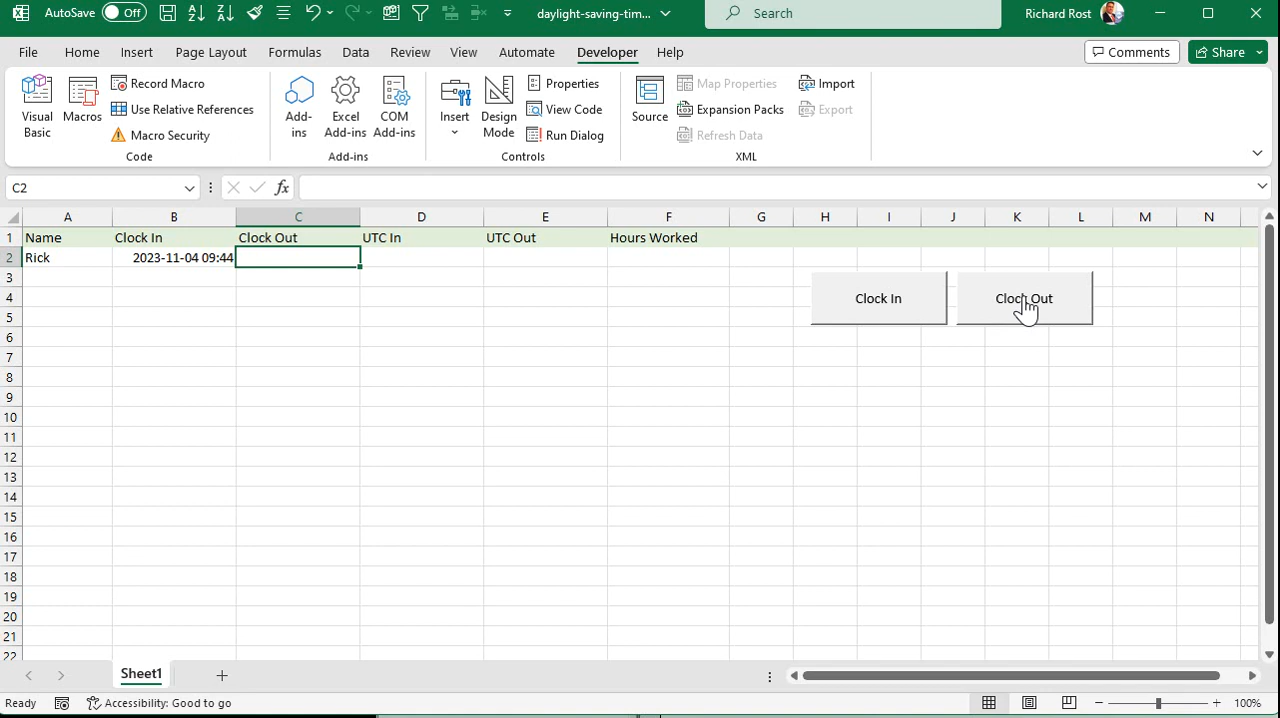 AutoSave Off daylight-saving-tim... Search Richard Rost
File Home Insert Page Layout Formulas Data Review View Automate Developer Help Comments Share
Visual Basic
Macros
Record Macro
Use Relative References
Macro Security
Code
Add-ins
Excel Add-ins
COM Add-ins
Add-ins
Insert
Design Mode
Properties
View Code
Run Dialog
Controls
Source
Map Properties
Expansion Packs
Refresh Data
Import
Export
XML
C2 fx
A B C D E F G H I J K L M N
1 Name Clock In Clock Out UTC In UTC Out Hours Worked
2 Rick 2023-11-04 09:44
3
4 Clock In Clock Out
5
6
7
8
9
10
11
12
13
14
15
16
17
18
19
20
21
22
Sheet1
Ready Accessibility: Good to go 100%